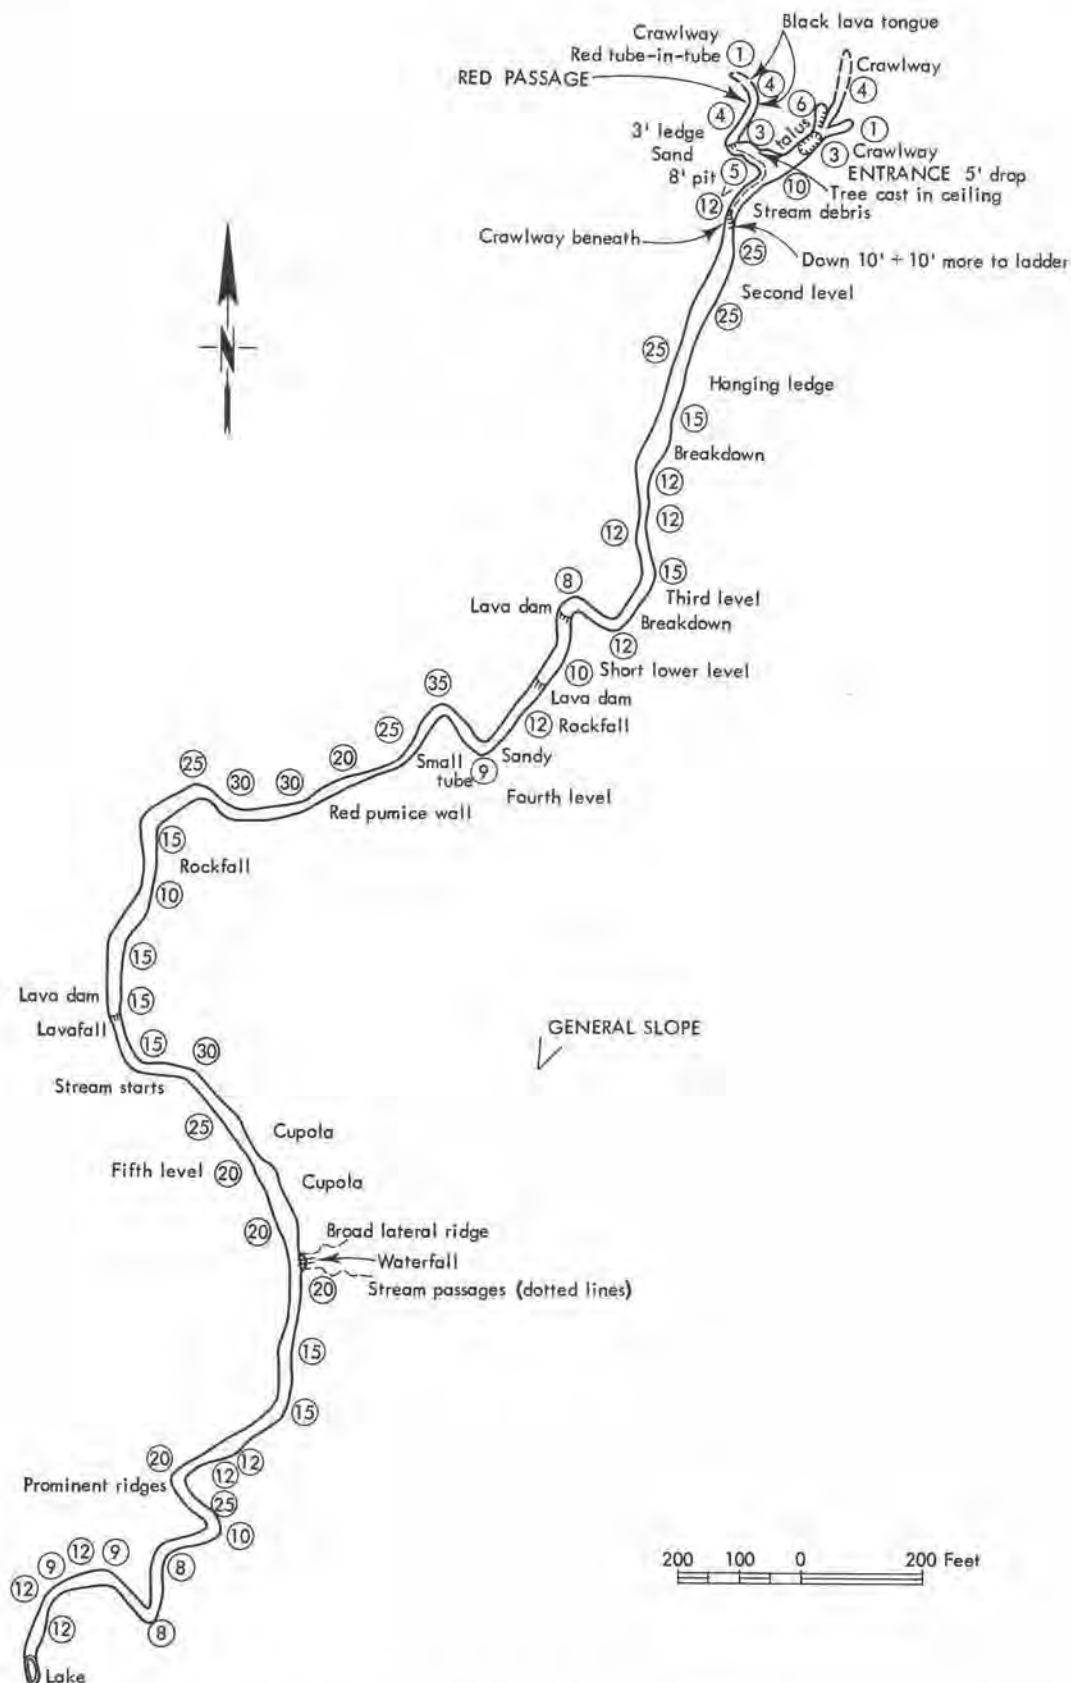 Black lava tongue
Crawlway
Red tube-in-tube
1
RED PASSAGE
4
Crawlway
4
6
4
talus
1
3' ledge
3
3
Crawlway
Sand
ENTRANCE 5' drop
8' pit
5
10
Tree cast in ceiling
12
Stream debris
Crawlway beneath
25
Down 10' + 10' more to ladder
Second level
25
N
25
Hanging ledge
15
Breakdown
12
12
12
15
8
Third level
Lava dam
Breakdown
12
10
Short lower level
35
Lava dam
12
Rockfall
25
Sandy
Small
tube
9
Fourth level
20
25
30
30
Red pumice wall
15
Rockfall
10
15
Lava dam
15
Lavafall
GENERAL SLOPE
15
30
Stream starts
25
Cupola
Fifth level
20
Cupola
20
Broad lateral ridge
Waterfall
20
Stream passages (dotted lines)
15
15
20
12
12
Prominent ridges
25
10
12
9
8
9
12
200 100 0 200 Feet
12
8
Lake